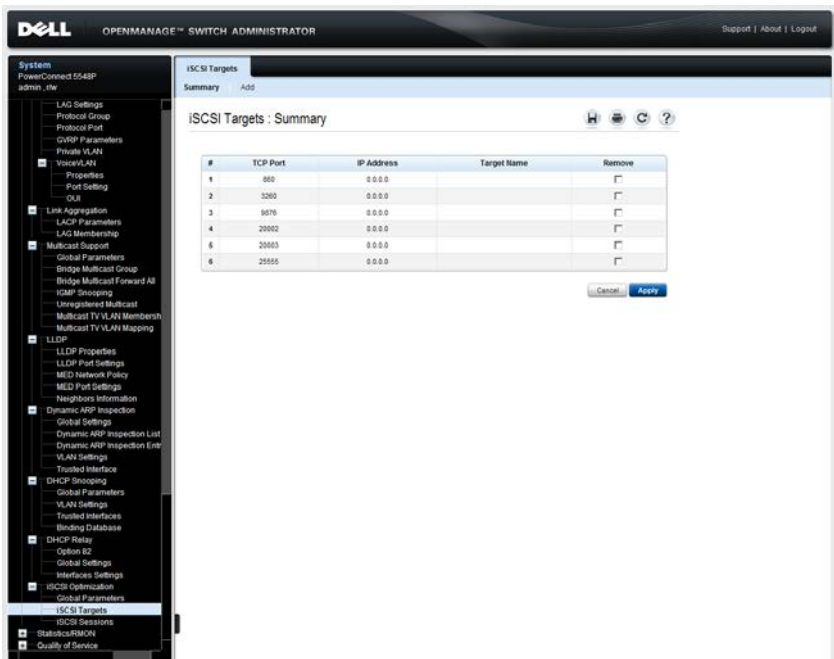 DELL OPENMANAGE™ SWITCH ADMINISTRATOR
Support | About | Logout
System
PowerConnect 5548P
admin , r/w
LAG Settings
Protocol Group
Protocol Port
GVRP Parameters
Private VLAN
VoiceVLAN
Properties
Port Setting
OUI
Link Aggregation
LACP Parameters
LAG Membership
Multicast Support
Global Parameters
Bridge Multicast Group
Bridge Multicast Forward All
IGMP Snooping
Unregistered Multicast
Multicast TV VLAN Membersh
Multicast TV VLAN Mapping
LLDP
LLDP Properties
LLDP Port Settings
MED Network Policy
MED Port Settings
Neighbors Information
Dynamic ARP Inspection
Global Settings
Dynamic ARP Inspection List
Dynamic ARP Inspection Entr
VLAN Settings
Trusted Interface
DHCP Snooping
Global Parameters
VLAN Settings
Trusted Interfaces
Binding Database
DHCP Relay
Option 82
Global Settings
Interfaces Settings
iSCSI Optimization
Global Parameters
iSCSI Targets
iSCSI Sessions
Statistics/RMON
Quality of Service
iSCSI Targets
Summary Add
iSCSI Targets : Summary
# TCP Port IP Address Target Name Remove
1 860 0.0.0.0
2 3260 0.0.0.0
3 9876 0.0.0.0
4 20002 0.0.0.0
5 20003 0.0.0.0
6 25555 0.0.0.0
Cancel Apply